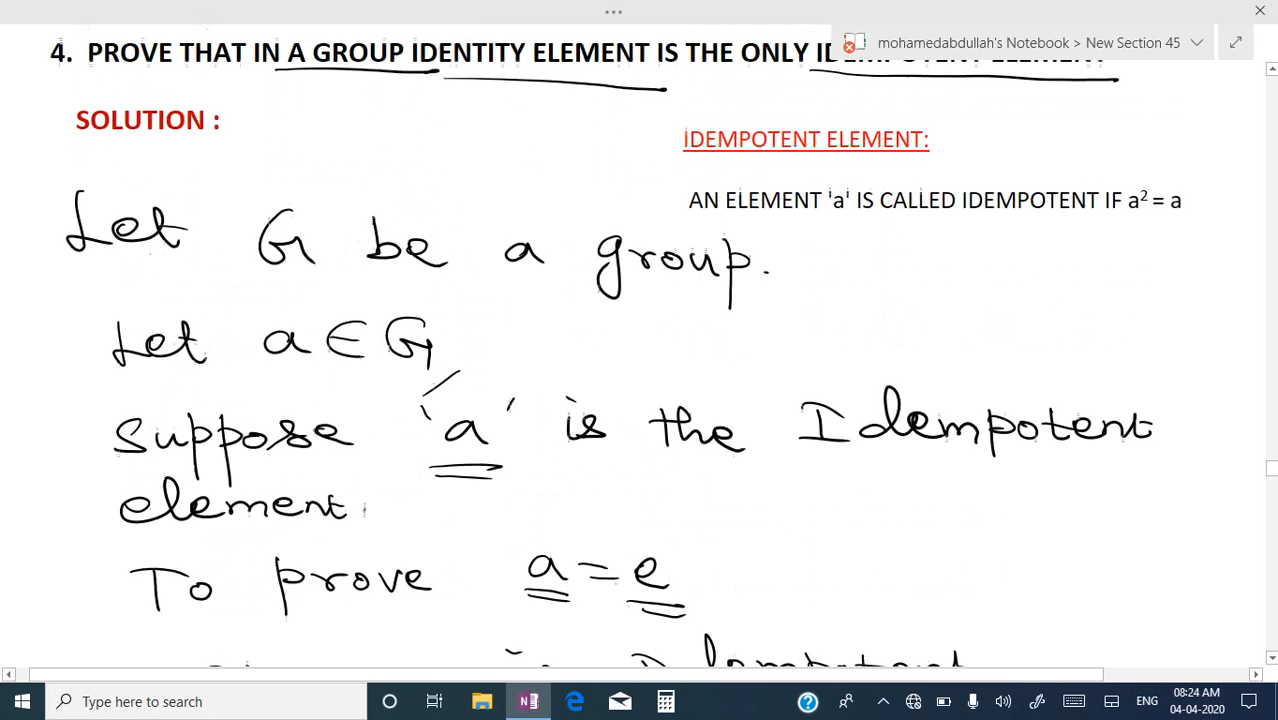 mohamedabdullah's Notebook > New Section 45
4. PROVE THAT IN A GROUP IDENTITY ELEMENT IS THE ONLY
SOLUTION :
IDEMPOTENT ELEMENT:
AN ELEMENT 'a' IS CALLED IDEMPOTENT IF a² = a
Let G be a group.
Let a ∈ G
Suppose 'a' is the Idempotent
element.
To prove a = e
Type here to search
ENG
08:24 AM
04-04-2020